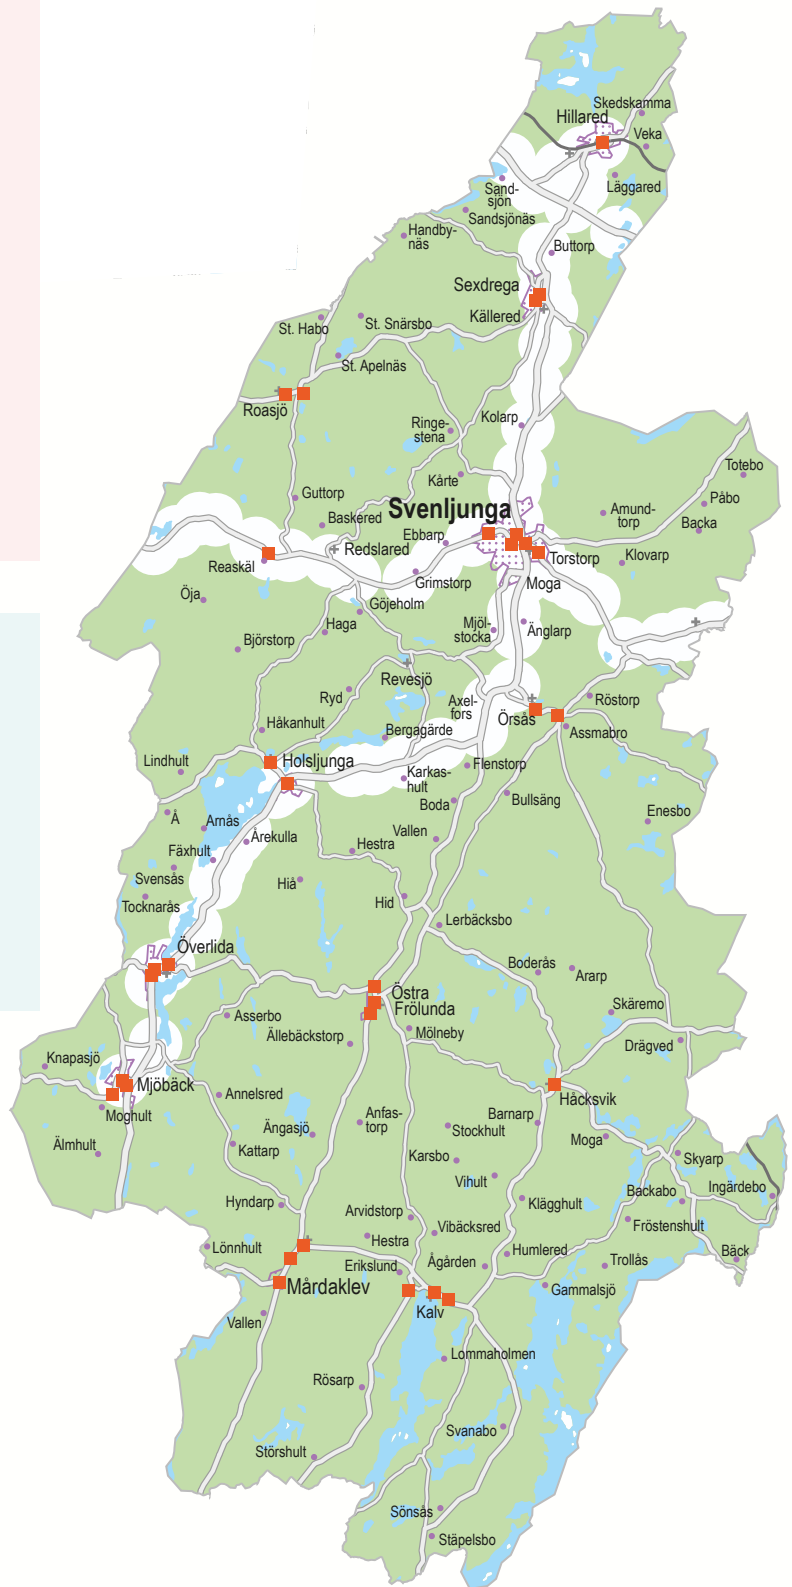 Skedskamma
Hillared
Veka
Läggared
Sand-
sjön
Sandsjönäs
Handby-
näs
Buttorp
Sexdrega
Källered
St. Habo
St. Snärsbo
St. Apelnäs
Roasjö
Ringe-
stena
Kolarp
Kårte
Totebo
Påbo
Backa
Guttorp
Baskered
Svenljunga
Amund-
torp
Ebbarp
Redslared
Reaskäl
Torstorp
Klovarp
Grimstorp
Moga
Öja
Göjeholm
Haga
Mjöl-
stocka
Änglarp
Björstorp
Revesjö
Ryd
Axel-
fors
Röstorp
Örsås
Håkanhult
Bergagärde
Assmabro
Lindhult
Holsljunga
Flenstorp
Karkas-
hult
Boda
Bullsäng
Å
Arnås
Årekulla
Enesbo
Vallen
Fäxhult
Hestra
Svensås
Hiå
Tocknarås
Hid
Lerbäcksbo
Överlida
Boderås
Ararp
Östra
Frölunda
Skäremo
Asserbo
Ällebäckstorp
Mölneby
Drägved
Knapasjö
Mjöbäck
Annelsred
Håcksvik
Moghult
Anfas-
torp
Barnarp
Ängasjö
Stockhult
Moga
Älmhult
Kattarp
Karsbo
Skyarp
Vihult
Backabo
Ingärdebo
Hyndarp
Arvidstorp
Klägghult
Vibäcksred
Fröstenshult
Lönnhult
Hestra
Humlered
Bäck
Erikslund
Ågården
Trollås
Mårdaklev
Gammalsjö
Kalv
Vallen
Lommaholmen
Rösarp
Svanabo
Störshult
Sönsås
Stäpelsbo